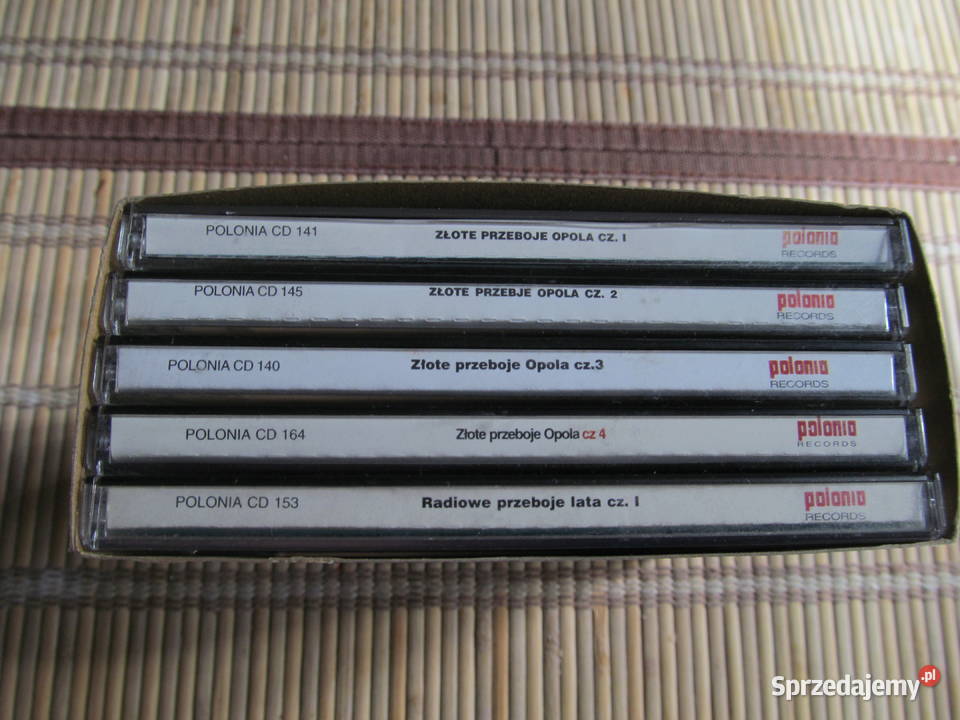 POLONIA CD 141 ZŁOTE PRZEBOJE OPOLA CZ. I polonia RECORDS
POLONIA CD 145 ZŁOTE PRZEBJE OPOLA CZ. 2 polonia RECORDS
POLONIA CD 140 Złote przeboje Opola cz.3 polonia RECORDS
POLONIA CD 164 Złote przeboje Opola cz 4 polonia RECORDS
POLONIA CD 153 Radiowe przeboje lata cz. I polonia RECORDS
Sprzedajemy.pl